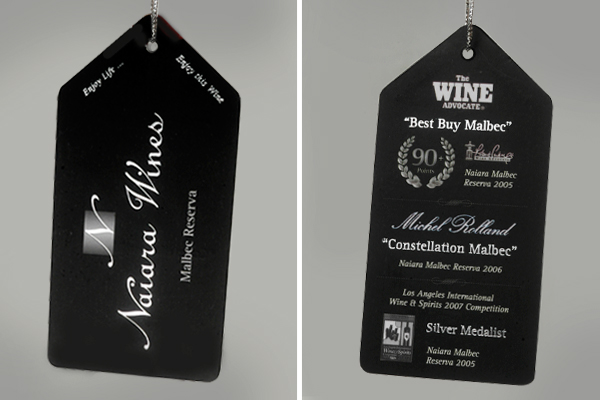 Enjoy Life ...
Enjoy this Wine
N
Naiara Wines
Malbec Reserva
The
WINE
ADVOCATE
"Best Buy Malbec"
90+
Points
Naiara Malbec
Reserva 2005
Michel Rolland
"Constellation Malbec"
Naiara Malbec Reserva 2006
Los Angeles International
Wine & Spirits 2007 Competition
Silver Medalist
Naiara Malbec
Reserva 2005